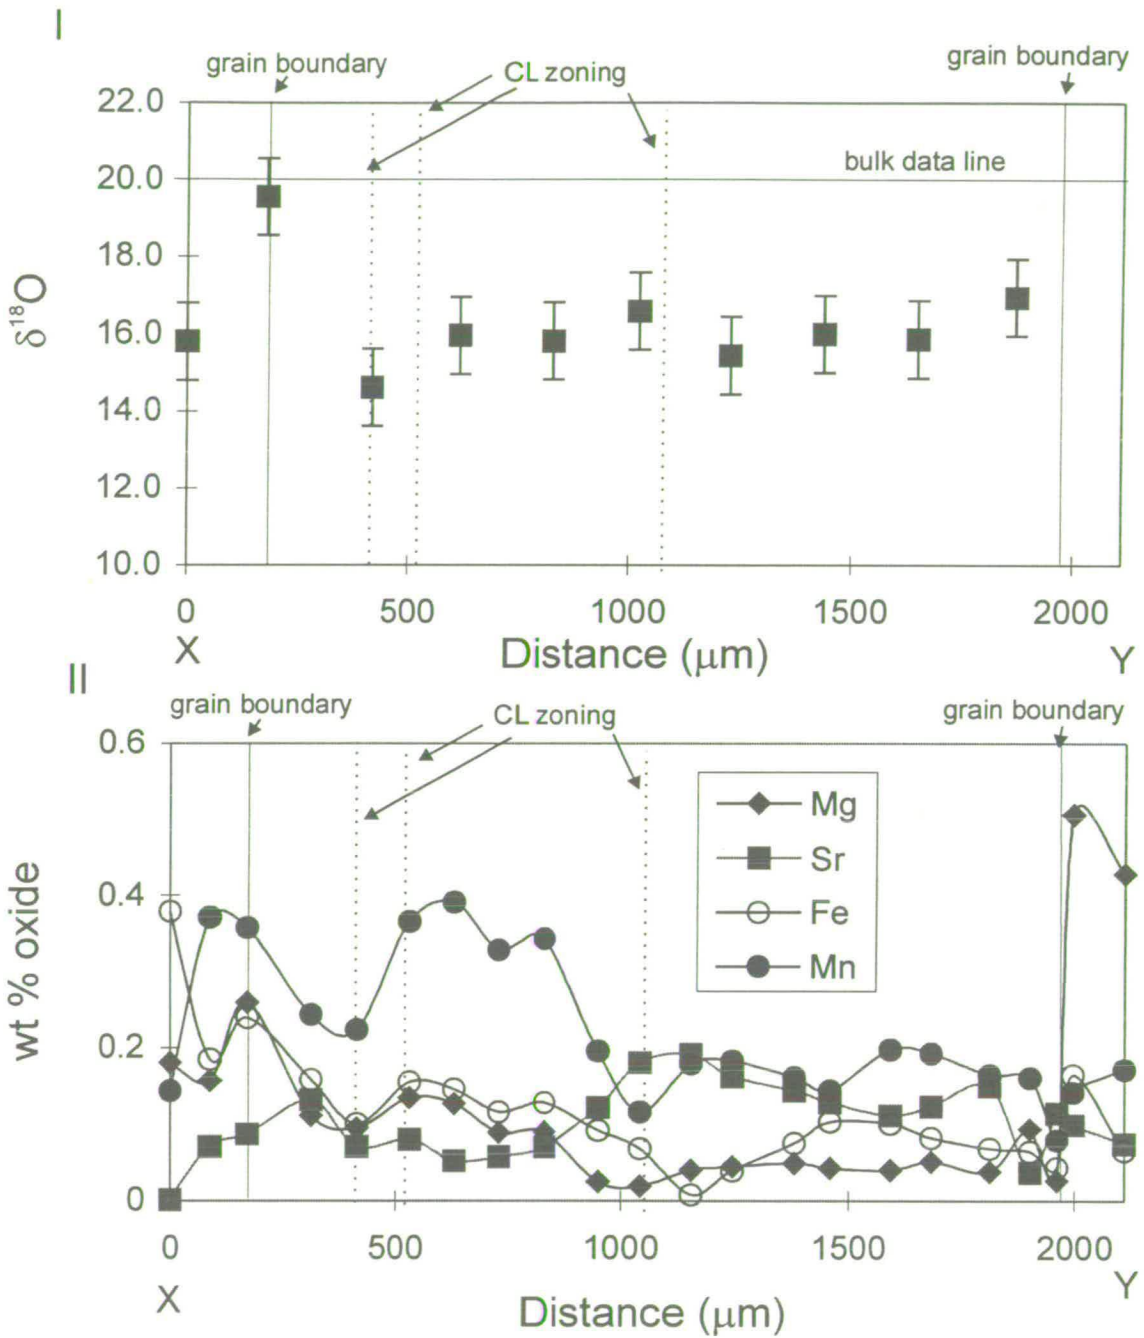 I
grain boundary
CL zoning
grain boundary
22.0
bulk data line
20.0
18.0
16.0
14.0
12.0
10.0
δ¹⁸O
0
500
1000
1500
2000
X
Distance (μm)
Y
II
grain boundary
CL zoning
grain boundary
0.6
Mg
Sr
Fe
Mn
0.4
0.2
0
wt % oxide
0
500
1000
1500
2000
X
Distance (μm)
Y